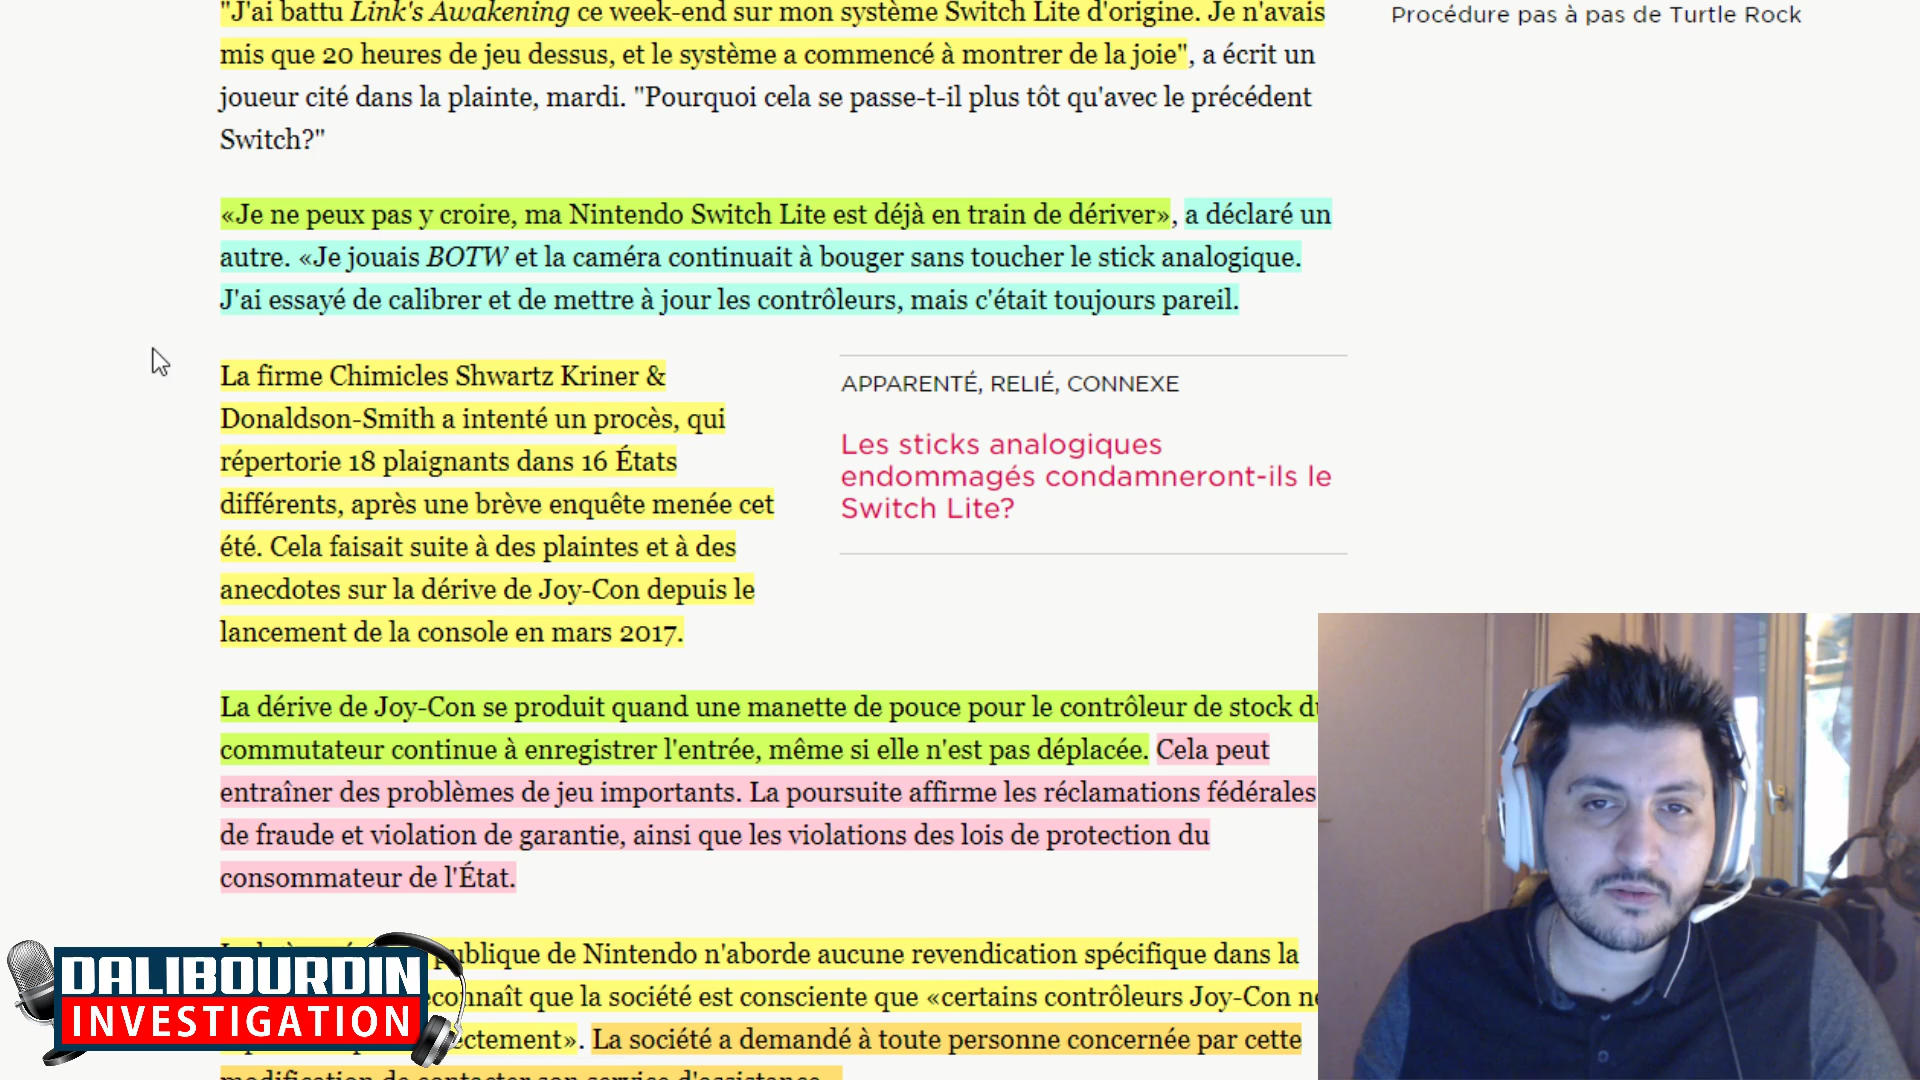 "J'ai battu Link's Awakening ce week-end sur mon système Switch Lite d'origine. Je n'avais
mis que 20 heures de jeu dessus, et le système a commencé à montrer de la joie", a écrit un
joueur cité dans la plainte, mardi. "Pourquoi cela se passe-t-il plus tôt qu'avec le précédent
Switch?"
Procédure pas à pas de Turtle Rock
«Je ne peux pas y croire, ma Nintendo Switch Lite est déjà en train de dériver», a déclaré un
autre. «Je jouais BOTW et la caméra continuait à bouger sans toucher le stick analogique.
J'ai essayé de calibrer et de mettre à jour les contrôleurs, mais c'était toujours pareil.
La firme Chimicles Shwartz Kriner &
Donaldson-Smith a intenté un procès, qui
répertorie 18 plaignants dans 16 États
différents, après une brève enquête menée cet
été. Cela faisait suite à des plaintes et à des
anecdotes sur la dérive de Joy-Con depuis le
lancement de la console en mars 2017.
APPARENTÉ, RELIÉ, CONNEXE
Les sticks analogiques
endommagés condamneront-ils le
Switch Lite?
La dérive de Joy-Con se produit quand une manette de pouce pour le contrôleur de stock
commutateur continue à enregistrer l'entrée, même si elle n'est pas déplacée. Cela peut
entraîner des problèmes de jeu importants. La poursuite affirme les réclamations fédérales
de fraude et violation de garantie, ainsi que les violations des lois de protection du
consommateur de l'État.
publique de Nintendo n'aborde aucune revendication spécifique dans la
connaît que la société est consciente que «certains contrôleurs Joy-Con
ectement». La société a demandé à toute personne concernée par cette
modification de contacter son service d'assistance
DALIBOURDIN
INVESTIGATION